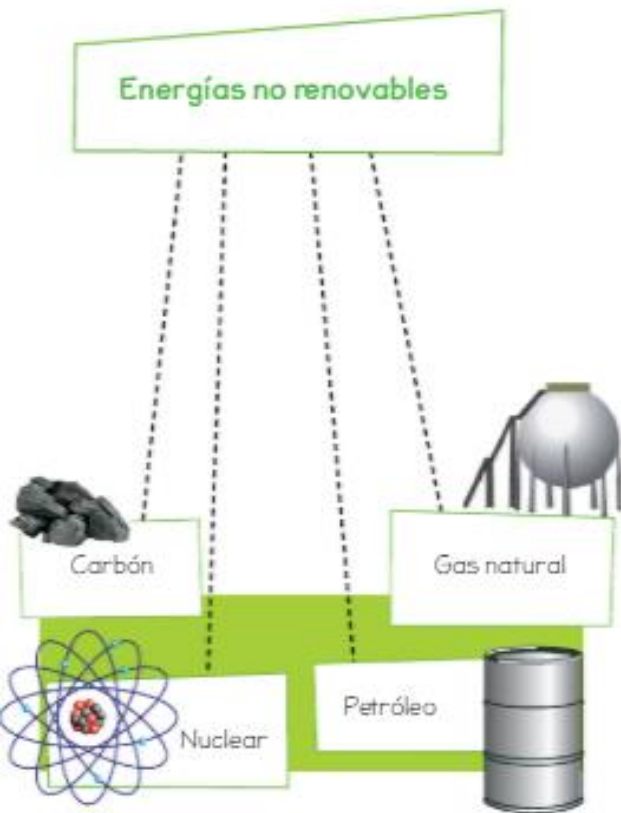 Energías no renovables
Carbón
Gas natural
Nuclear
Petróleo